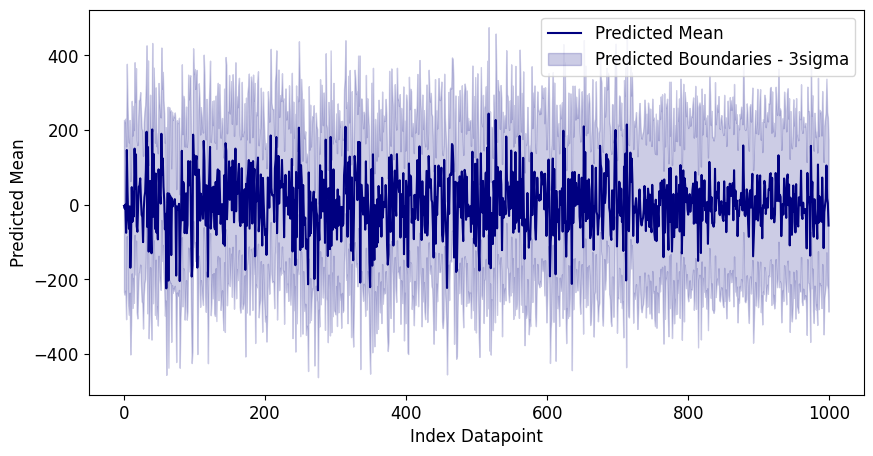 Predicted Mean
Predicted Boundaries - 3sigma
Predicted Mean
400
200
0
−200
−400
0
200
400
600
800
1000
Index Datapoint